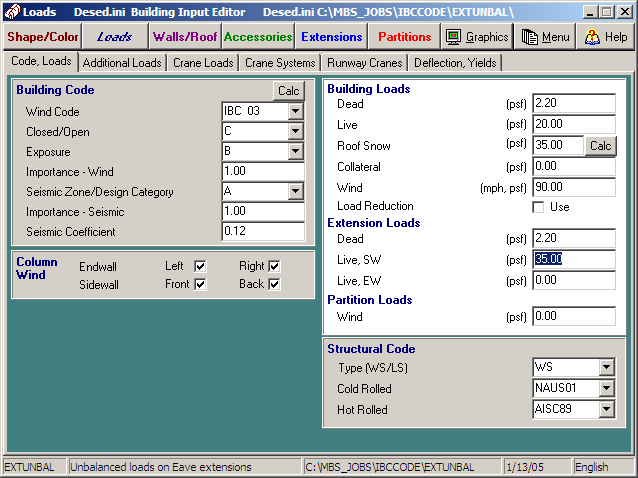 Loads Desed.ini Building Input Editor Desed.ini C:\MBS_JOBS\IBCCODE\EXTUNBAL\
Shape/Color Loads Walls/Roof Accessories Extensions Partitions Graphics Menu Help
Code, Loads Additional Loads Crane Loads Crane Systems Runway Cranes Deflection, Yields
Building Code Calc
Wind Code IBC 03
Closed/Open C
Exposure B
Importance - Wind 1.00
Seismic Zone/Design Category A
Importance - Seismic 1.00
Seismic Coefficient 0.12
Column Wind
Endwall Left Right
Sidewall Front Back
Building Loads
Dead (psf) 2.20
Live (psf) 20.00
Roof Snow (psf) 35.00 Calc
Collateral (psf) 0.00
Wind (mph, psf) 90.00
Load Reduction Use
Extension Loads
Dead (psf) 2.20
Live, SW (psf) 35.00
Live, EW (psf) 0.00
Partition Loads
Wind (psf) 0.00
Structural Code
Type (WS/LS) WS
Cold Rolled NAUS01
Hot Rolled AISC89
EXTUNBAL Unbalanced loads on Eave extensions C:\MBS_JOBS\IBCCODE\EXTUNBAL 1/13/05 English